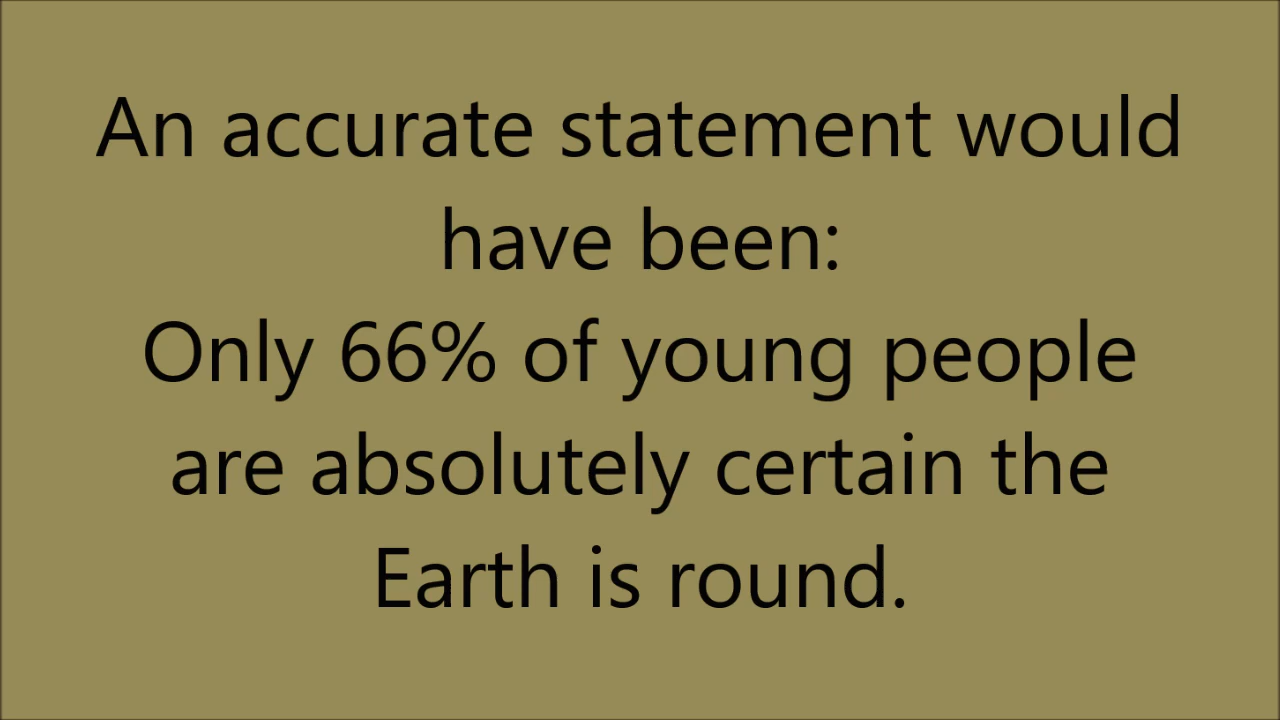 An accurate statement would
have been:
Only 66% of young people
are absolutely certain the
Earth is round.